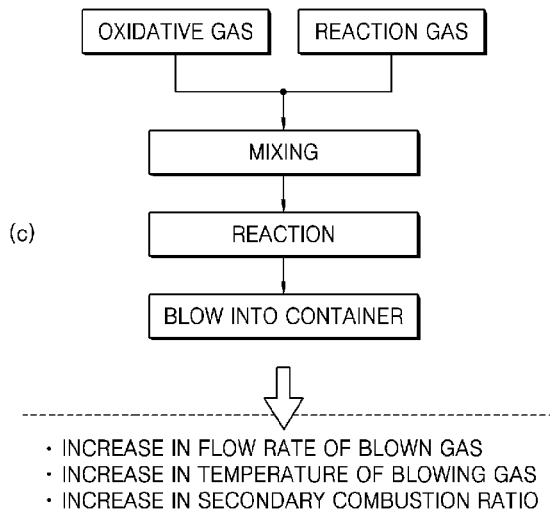 OXIDATIVE GAS
REACTION GAS
MIXING
(c)
REACTION
BLOW INTO CONTAINER
· INCREASE IN FLOW RATE OF BLOWN GAS
· INCREASE IN TEMPERATURE OF BLOWING GAS
· INCREASE IN SECONDARY COMBUSTION RATIO